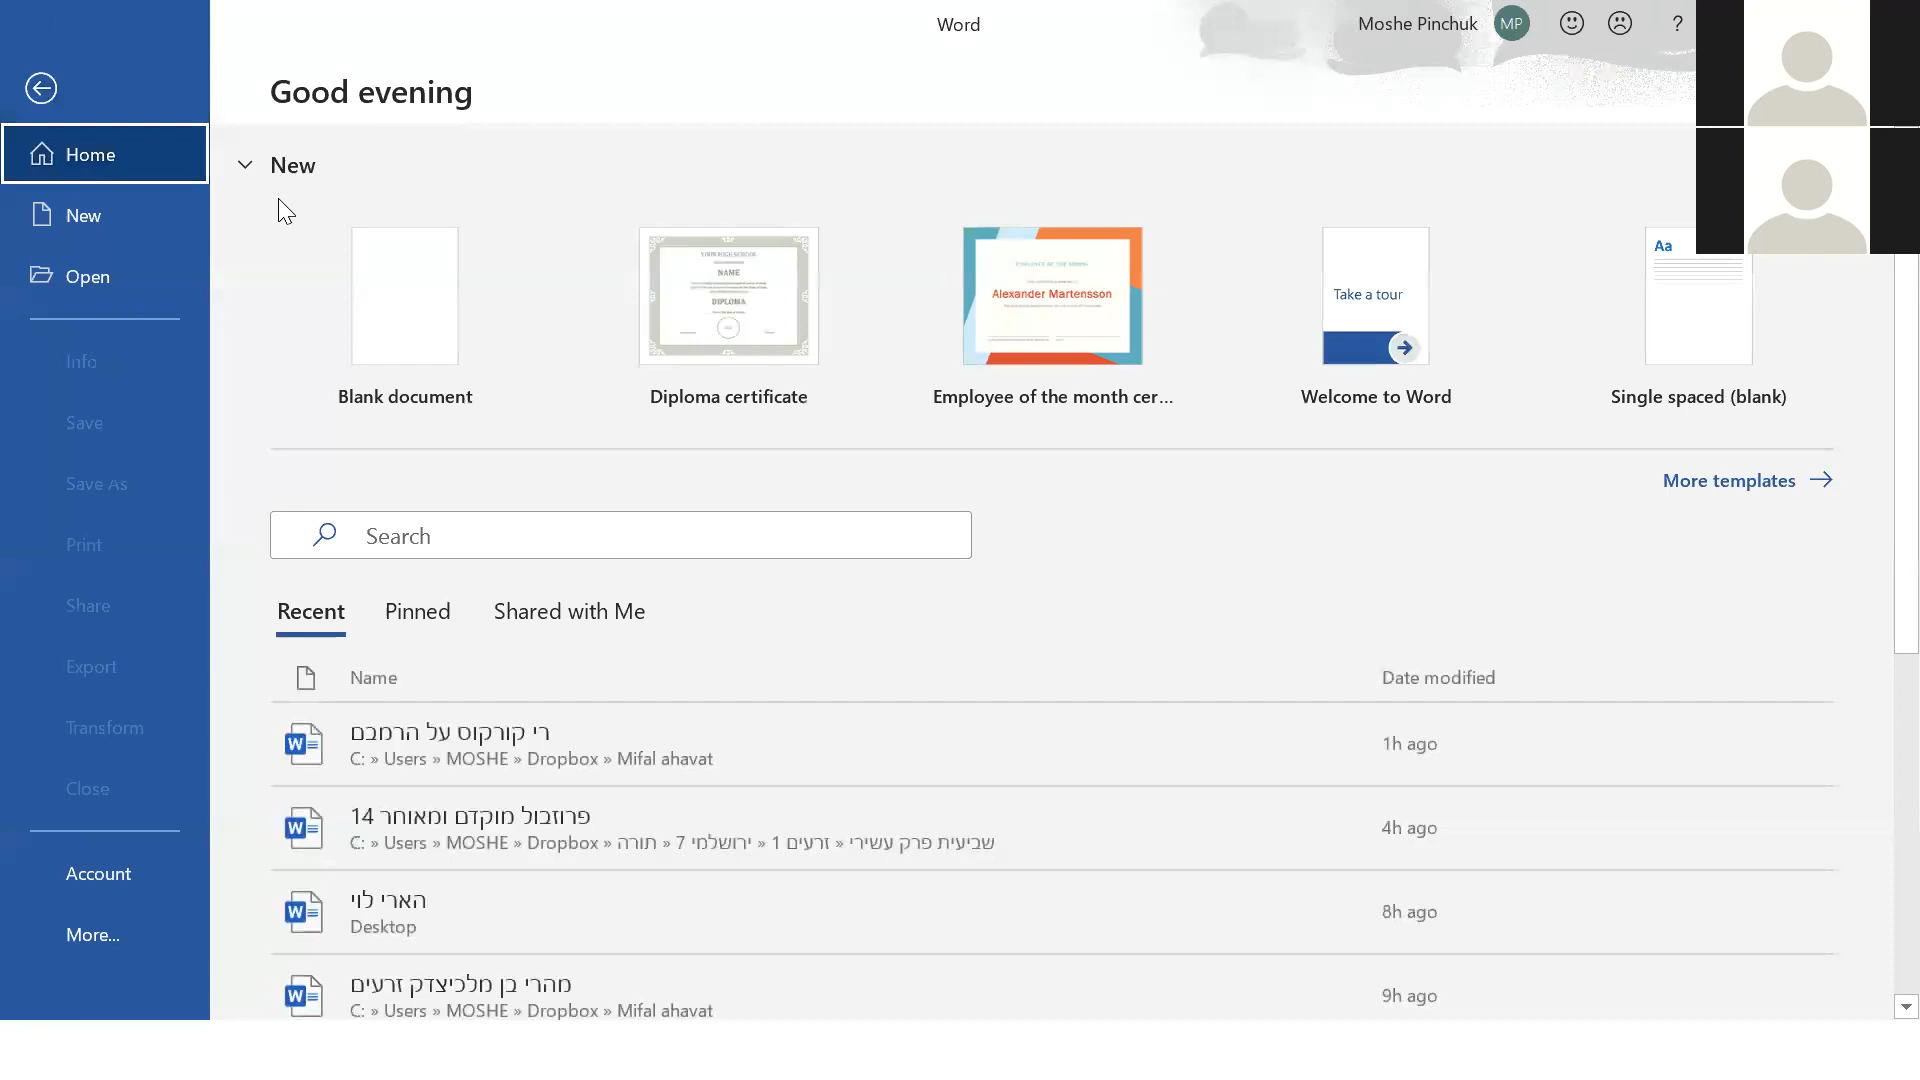 Word
Moshe Pinchuk MP ?
Good evening
Home
New
Open
Info
Save
Save As
Print
Share
Export
Transform
Close
Account
More...
New
NAME
DIPLOMA
Alexander Martensson
Take a tour
Aa
Blank document
Diploma certificate
Employee of the month cer...
Welcome to Word
Single spaced (blank)
More templates
Search
Recent Pinned Shared with Me
Name Date modified
רי קורקוס על הרמבם
C: » Users » MOSHE » Dropbox » Mifal ahavat
1h ago
פרוזבול מוקדם ומאוחר 14
C: » Users » MOSHE » Dropbox » תורה » 7 ירושלמי » 1 זרעים » שביעית פרק עשירי
4h ago
הארי לוי
Desktop
8h ago
מהרי בן מלכיצדק זרעים
C: » Users » MOSHE » Dropbox » Mifal ahavat
9h ago